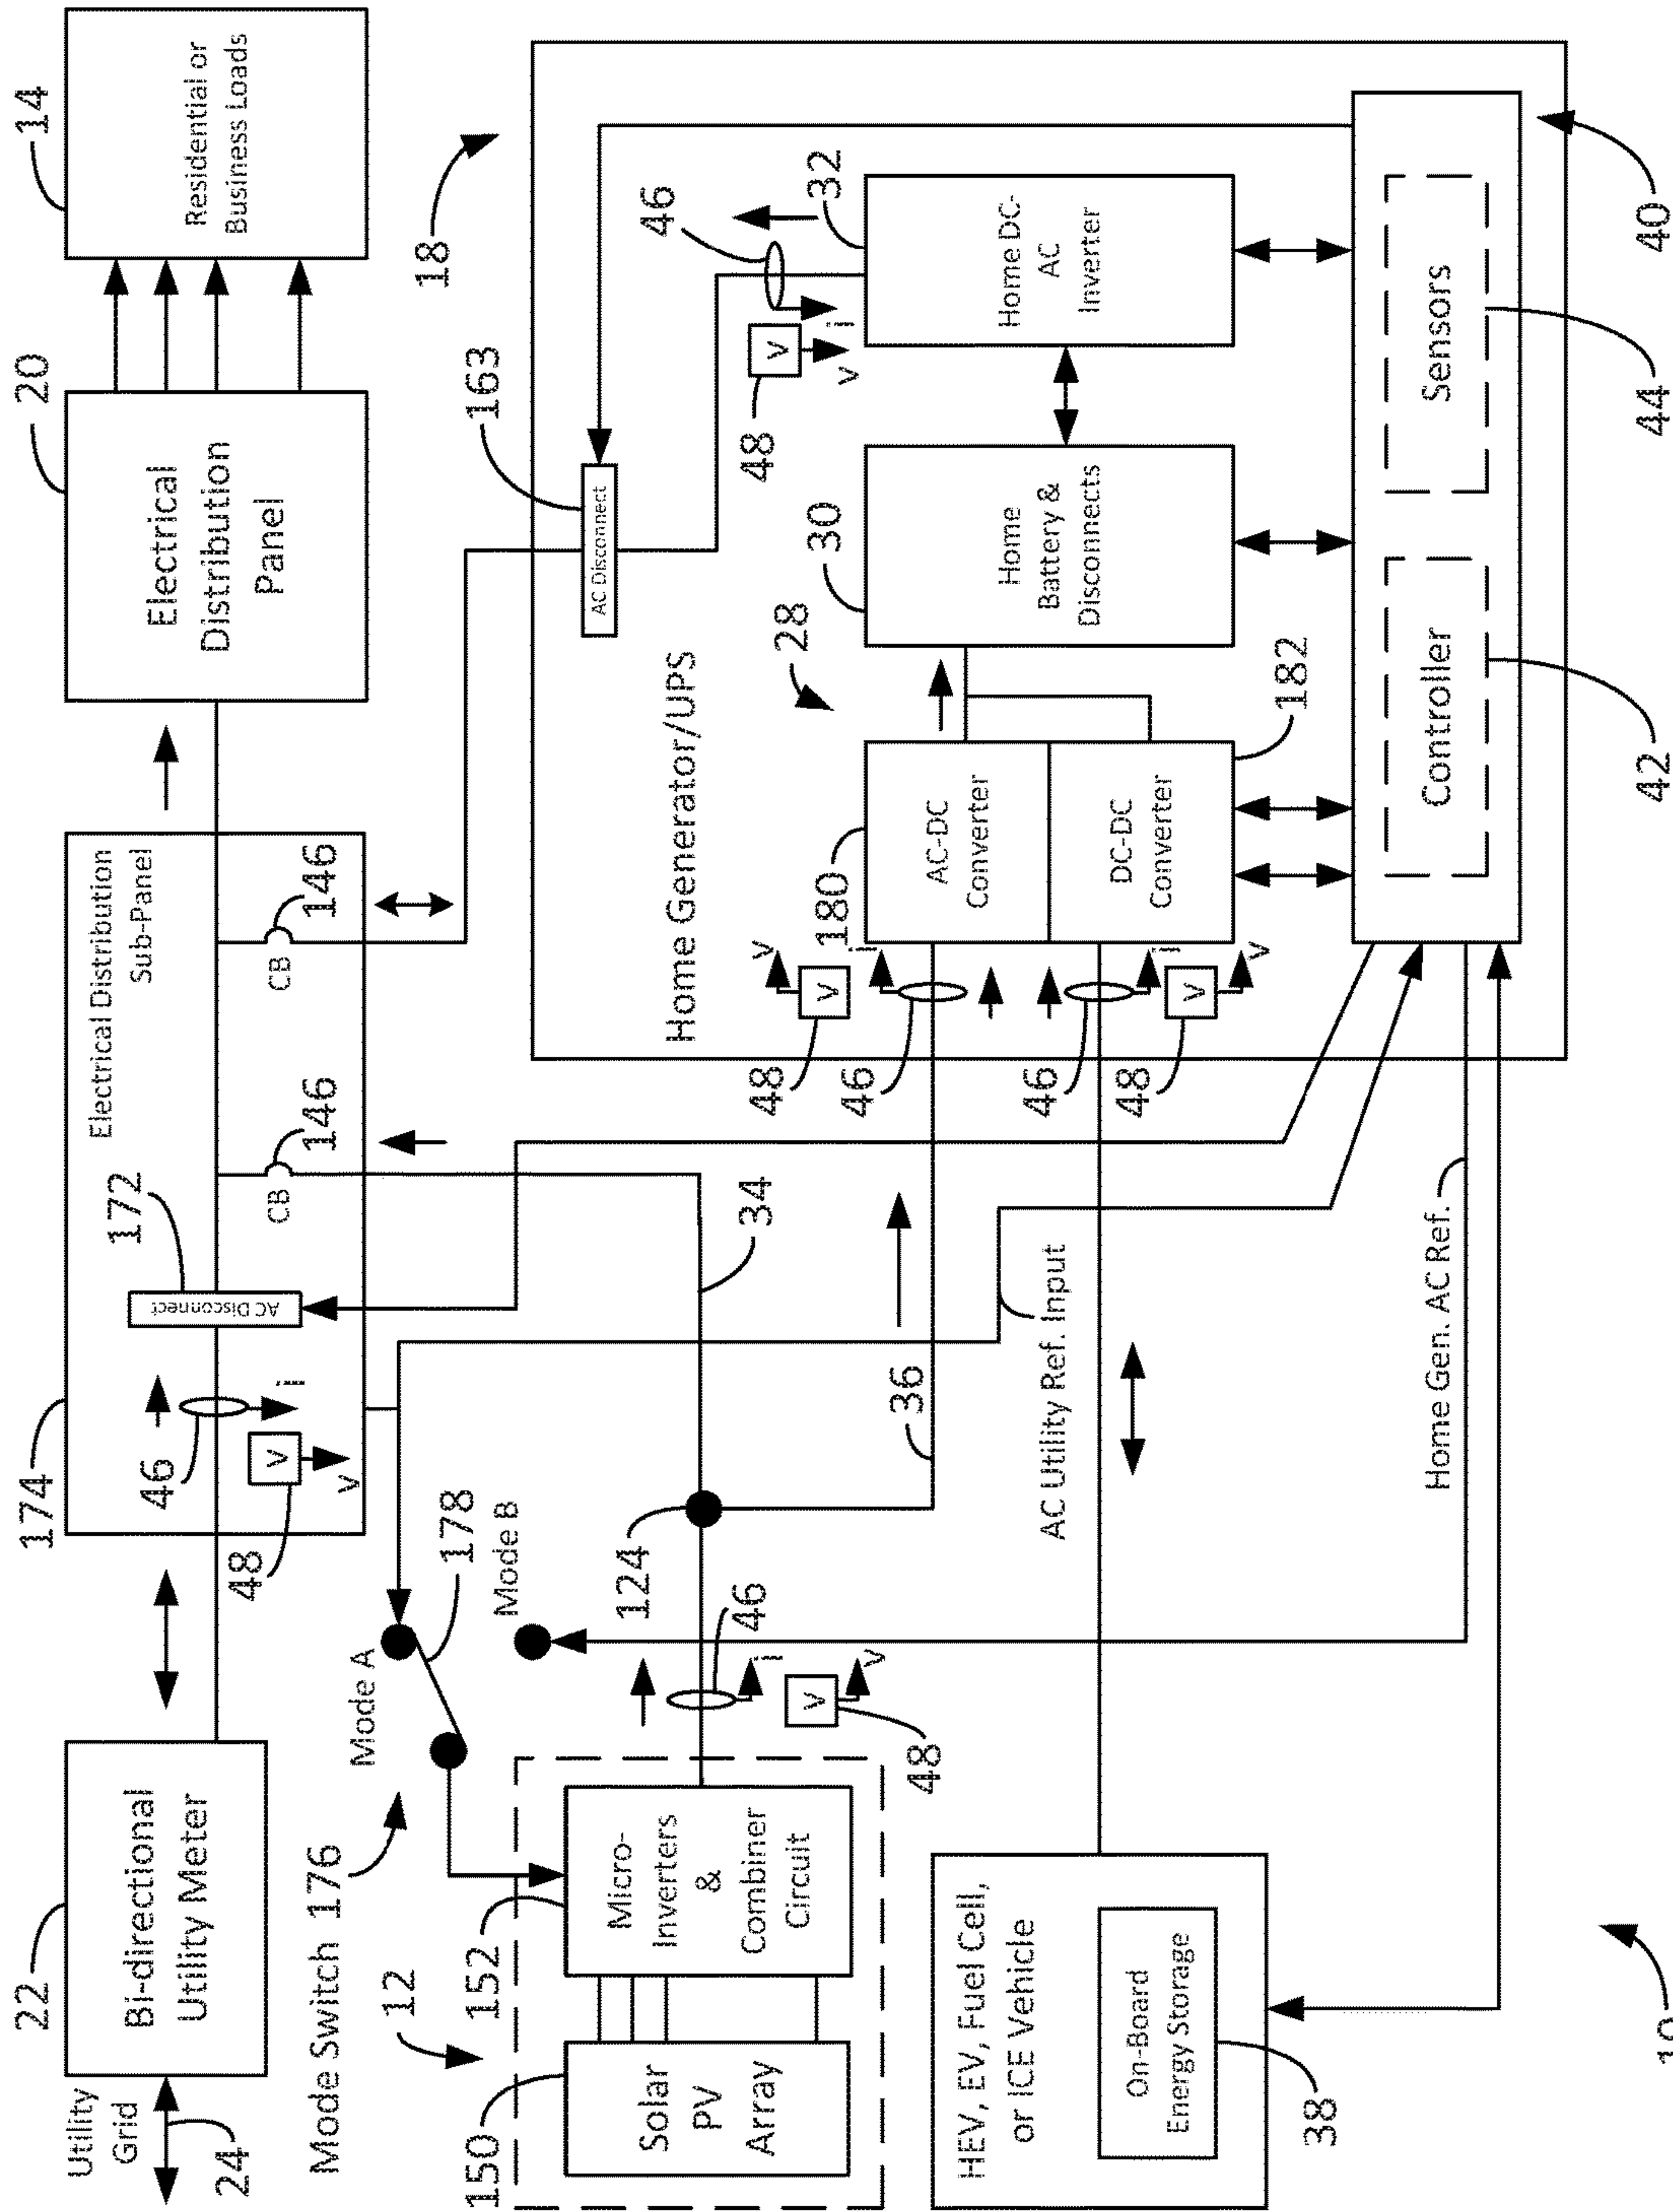 22
Bi-directional
Utility Meter
Utility
Grid
24
174
Electrical Distribution
Sub-Panel
172
AC Disconnect
46
i
48
V
v
CB
146
CB
146
20
Electrical
Distribution
Panel
14
Residential or
Business Loads
Mode Switch 176
Mode A
178
Mode B
12
150
Solar
PV
Array
152
Micro-
Inverters
&
Combiner
Circuit
46
i
48
V
v
124
34
36
HEV, EV, Fuel Cell,
or ICE Vehicle
On-Board
Energy Storage
38
AC Utility Ref. Input
Home Gen. AC Ref.
18
Home Generator/UPS
163
AC Disconnect
48
V
v
46
i
32
Home DC-
AC
Inverter
30
Home
Battery &
Disconnects
28
180
AC-DC
Converter
DC-DC
Converter
182
48
V
v
46
i
46
i
48
V
v
Controller
42
Sensors
44
40